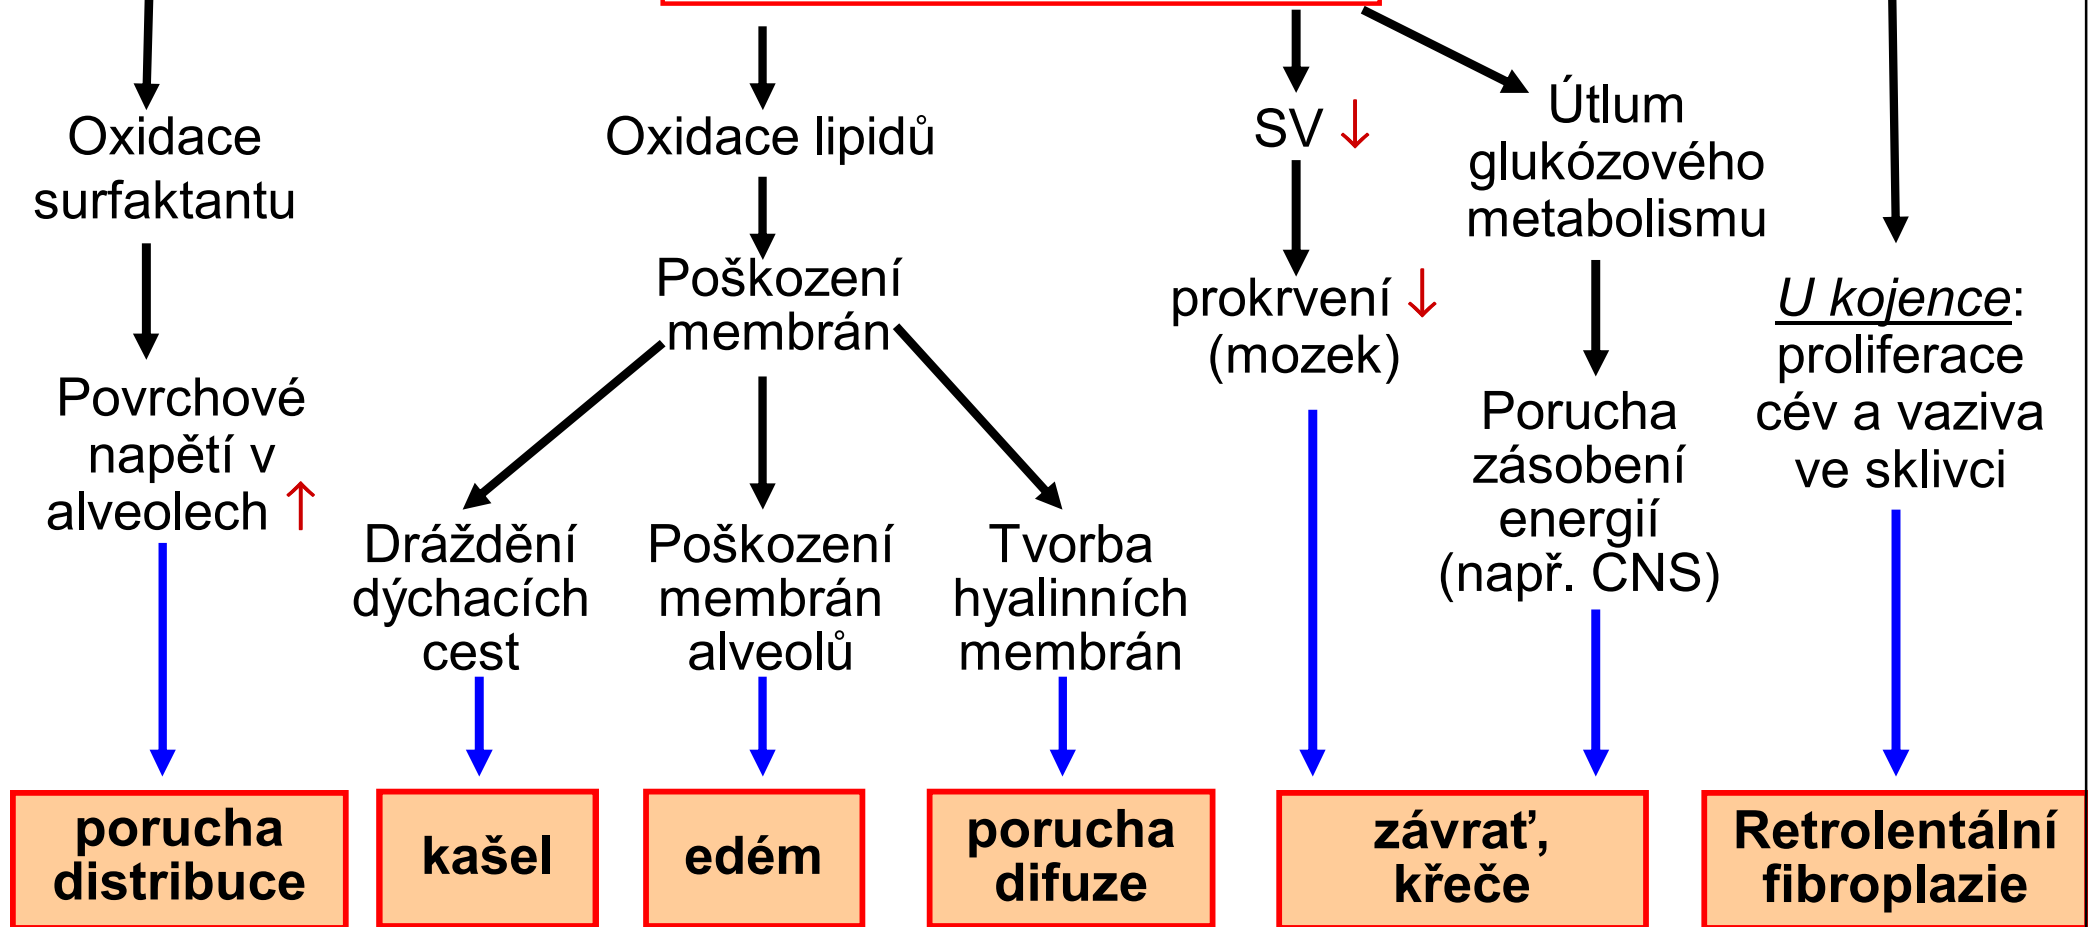 Oxidace
surfaktantu
Povrchové
napětí v
alveolech ↑
porucha
distribuce
Oxidace lipidů
Poškození
membrán
Dráždění
dýchacích
cest
kašel
Poškození
membrán
alveolů
edém
Tvorba
hyalinních
membrán
porucha
difuze
SV ↓
prokrvení ↓
(mozek)
Útlum
glukózového
metabolismu
Porucha
zásobení
energií
(např. CNS)
závrať,
křeče
U kojence:
proliferace
cév a vaziva
ve sklivci
Retrolentální
fibroplazie